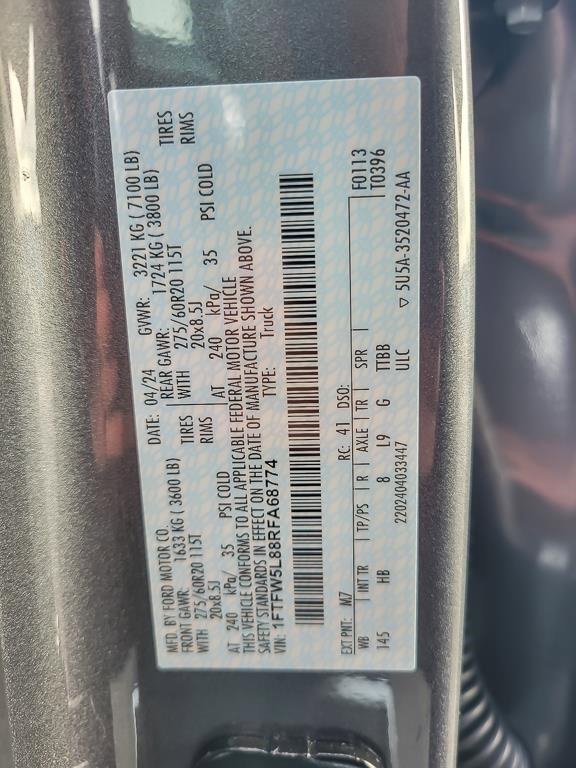 MFD. BY FORD MOTOR CO. DATE: 04/24 GVWR: 3221 KG ( 7100 LB)
FRONT GAWR: 1633 KG ( 3600 LB) REAR GAWR: 1724 KG ( 3800 LB)
WITH 275/60R20 115T TIRES WITH 275/60R20 115T TIRES
20x8.5J RIMS 20x8.5J RIMS
AT 240 kPa/ 35 PSI COLD AT 240 kPa/ 35 PSI COLD
THIS VEHICLE CONFORMS TO ALL APPLICABLE FEDERAL MOTOR VEHICLE
SAFETY STANDARDS IN EFFECT ON THE DATE OF MANUFACTURE SHOWN ABOVE.
VIN: 1FTFW5L88RFA68774 TYPE: Truck
EXT PNT: M7 RC: 41 DSO: F0113
WB INT TR TP/PS R AXLE TR SPR T0396
145 HB 8 L9 G TTBB
2202404033447 ULC ▽ 5U5A-3520472-AA